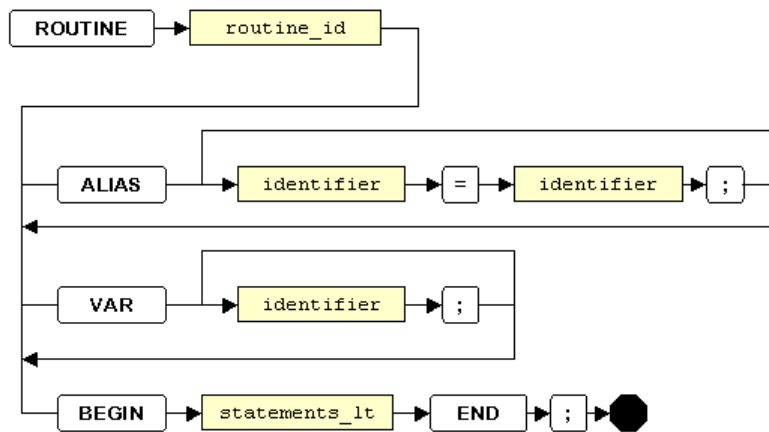 ROUTINE routine_id
ALIAS identifier = identifier ;
VAR identifier ;
BEGIN statements_lt END ;